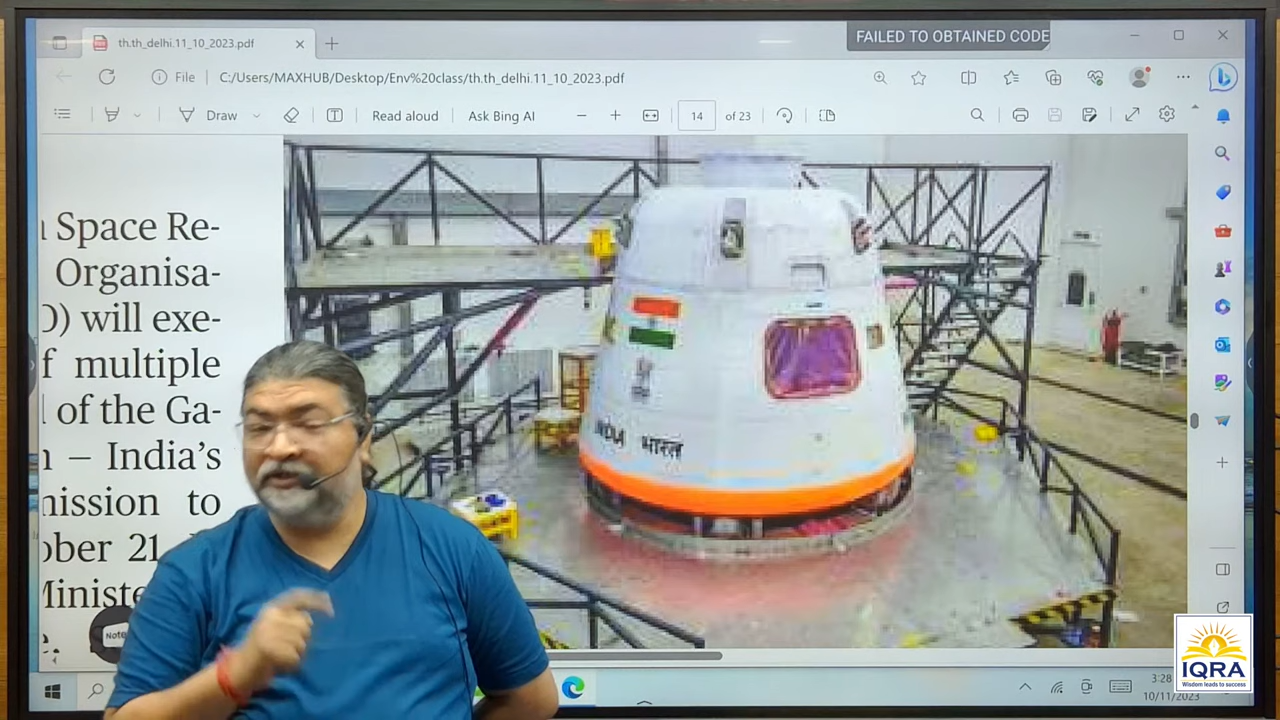 th.th_delhi.11_10_2023.pdf
FAILED TO OBTAINED CODE
File
C:/Users/MAXHUB/Desktop/Env%20class/th.th_delhi.11_10_2023.pdf
Draw
Read aloud
Ask Bing AI
14
of 23
Space Re-
Organisa-
O) will exe-
f multiple
of the Ga-
– India's
mission to
ober 21
Ministe
INDIA भारत
Note
3:28
10/11/2023
IQRA
Wisdom leads to success